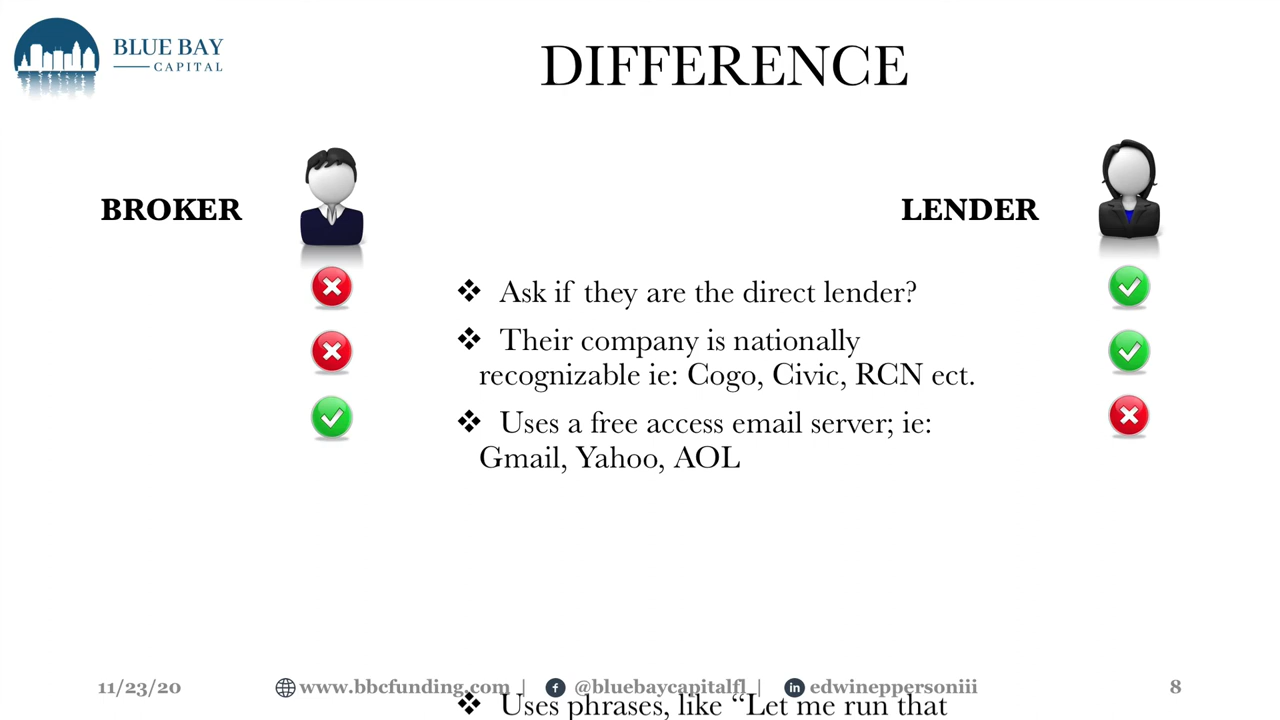 BLUE BAY
CAPITAL
DIFFERENCE
BROKER
LENDER
❖ Ask if they are the direct lender?
❖ Their company is nationally
recognizable ie: Cogo, Civic, RCN ect.
❖ Uses a free access email server; ie:
Gmail, Yahoo, AOL
11/23/20
www.bbcfunding.com | @bluebaycapitalfl | edwineppersoniii
8
❖ Uses phrases, like “Let me run that